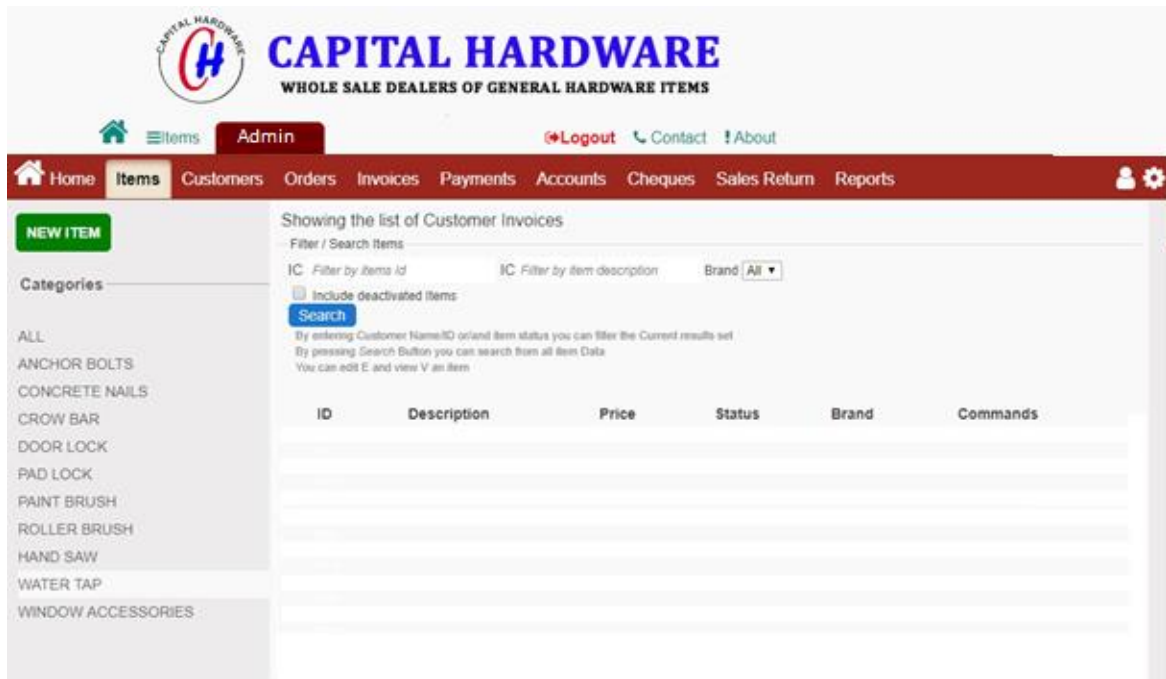 CAPITAL HARDWARE
CH
CAPITAL HARDWARE
WHOLE SALE DEALERS OF GENERAL HARDWARE ITEMS
Items Admin Logout Contact About
Home Items Customers Orders Invoices Payments Accounts Cheques Sales Return Reports
NEW ITEM
Categories
ALL
ANCHOR BOLTS
CONCRETE NAILS
CROW BAR
DOOR LOCK
PAD LOCK
PAINT BRUSH
ROLLER BRUSH
HAND SAW
WATER TAP
WINDOW ACCESSORIES
Showing the list of Customer Invoices
Filter / Search Items
IC Filter by items Id IC Filter by item description Brand All
Include deactivated Items
Search
By entering Customer Name/ID or/and item status you can filter the Current results set
By pressing Search Button you can search from all item Data
You can edit E and view V an item
ID Description Price Status Brand Commands